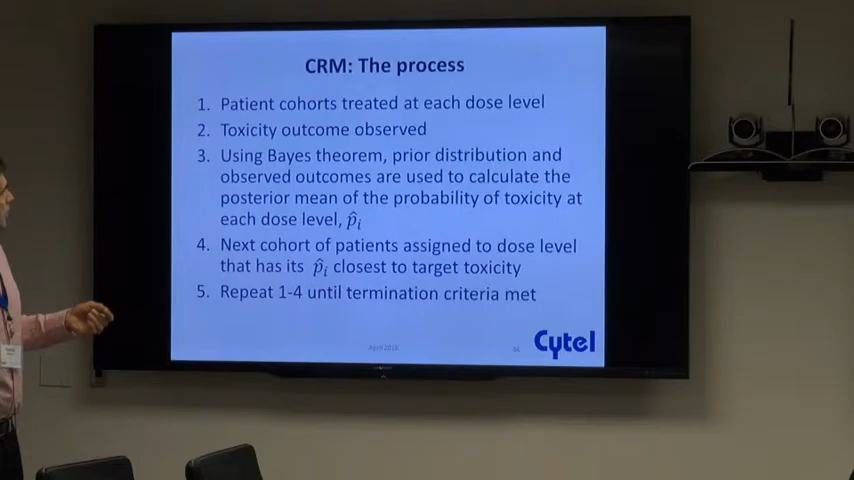 CRM: The process
1. Patient cohorts treated at each dose level
2. Toxicity outcome observed
3. Using Bayes theorem, prior distribution and
observed outcomes are used to calculate the
posterior mean of the probability of toxicity at
each dose level, p̂ᵢ
4. Next cohort of patients assigned to dose level
that has its p̂ᵢ closest to target toxicity
5. Repeat 1-4 until termination criteria met
Cytel